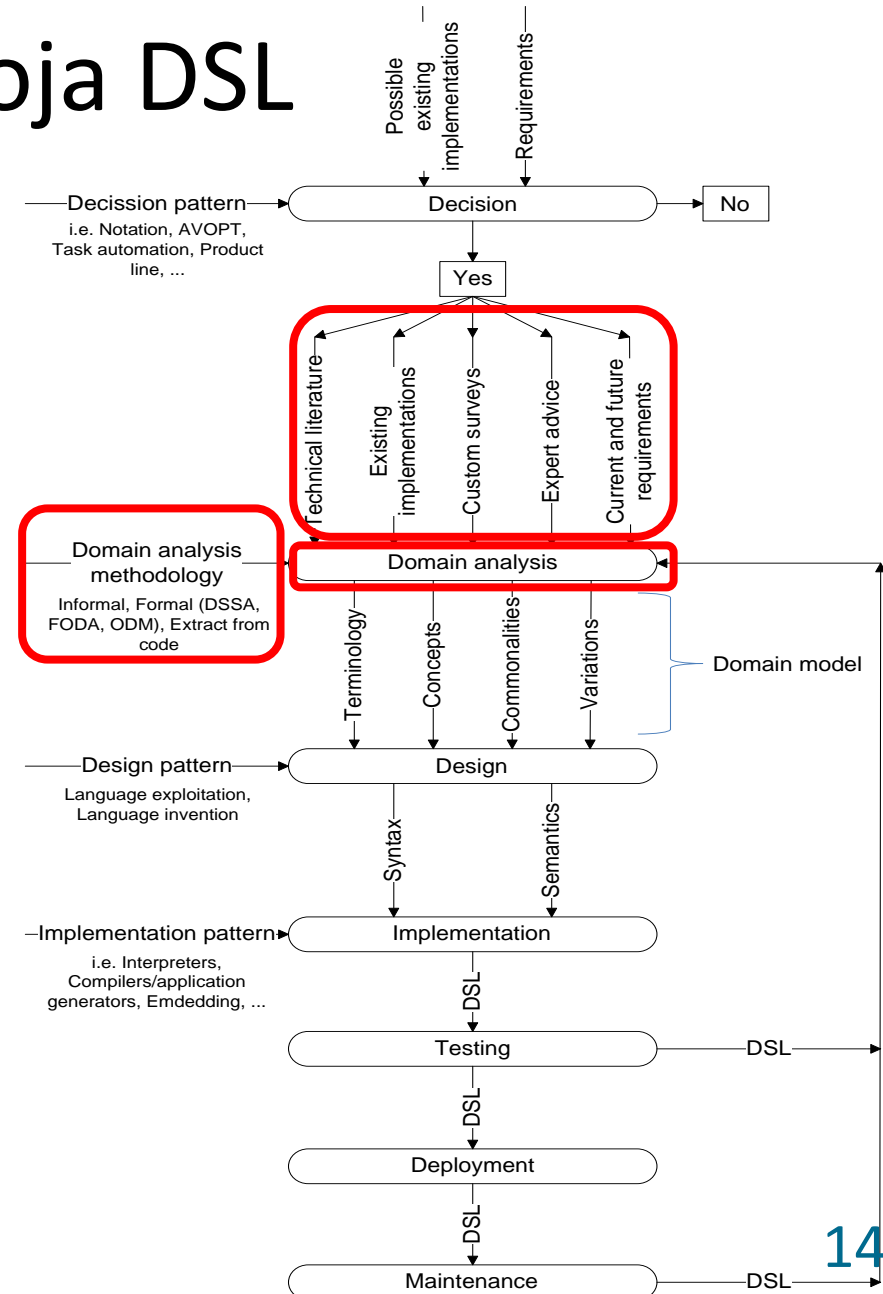 oja DSL
Possible
existing
implementations
Requirements
Decission pattern
i.e. Notation, AVOPT,
Task automation, Product
line, ...
Decision
No
Yes
Technical literature
Existing
implementations
Custom surveys
Expert advice
Current and future
requirements
Domain analysis
methodology
Informal, Formal (DSSA,
FODA, ODM), Extract from
code
Domain analysis
Terminology
Concepts
Commonalities
Variations
Domain model
Design pattern
Language exploitation,
Language invention
Design
Syntax
Semantics
Implementation pattern
i.e. Interpreters,
Compilers/application
generators, Emdedding, ...
Implementation
DSL
Testing
DSL
DSL
Deployment
DSL
Maintenance
DSL
14